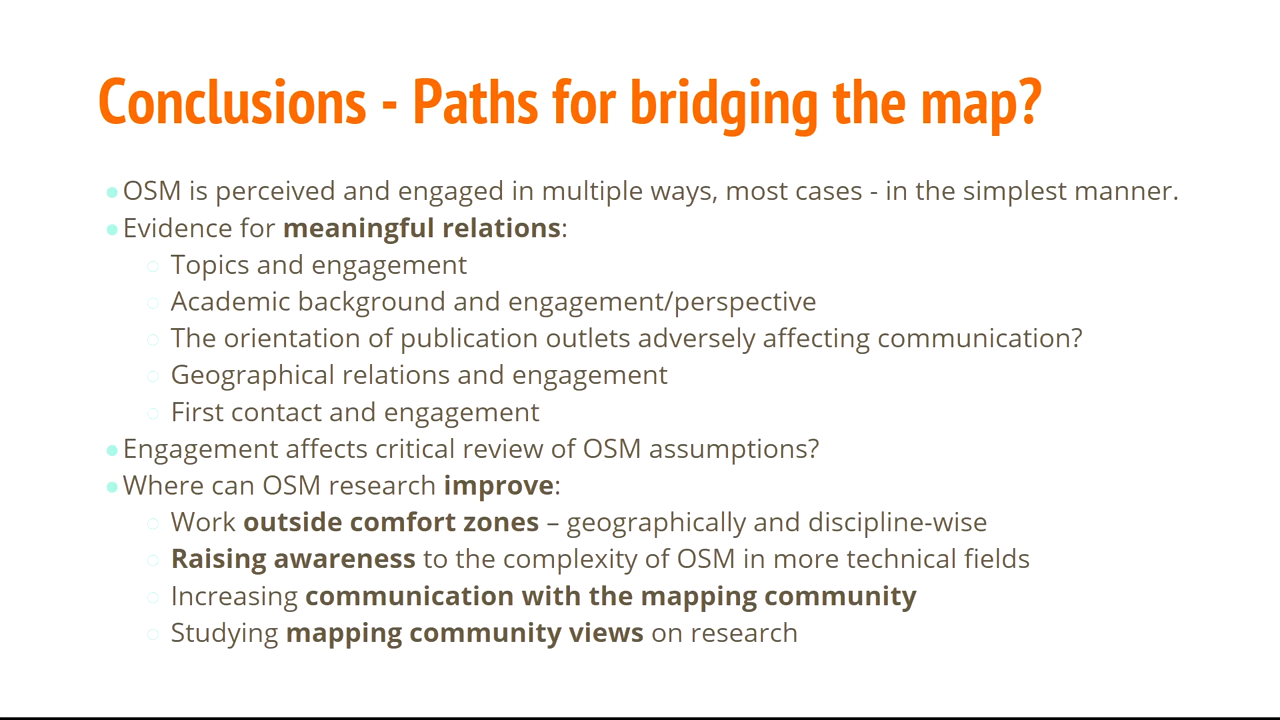 Conclusions - Paths for bridging the map?
OSM is perceived and engaged in multiple ways, most cases - in the simplest manner.
Evidence for meaningful relations:
Topics and engagement
Academic background and engagement/perspective
The orientation of publication outlets adversely affecting communication?
Geographical relations and engagement
First contact and engagement
Engagement affects critical review of OSM assumptions?
Where can OSM research improve:
Work outside comfort zones – geographically and discipline-wise
Raising awareness to the complexity of OSM in more technical fields
Increasing communication with the mapping community
Studying mapping community views on research